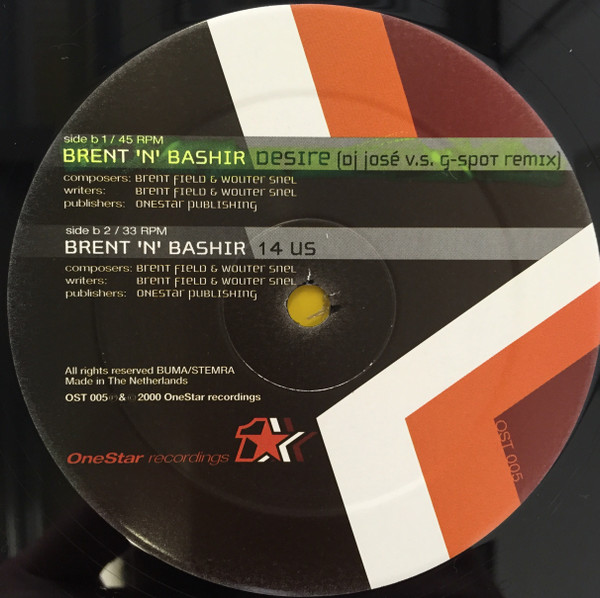 side b 1 / 45 RPM
BRENT 'N' BASHIR Desire (DJ José v.s. G-Spot remix)
composers: Brent Field & Wouter Snel
writers: Brent Field & Wouter Snel
publishers: OneStar Publishing
side b 2 / 33 RPM
BRENT 'N' BASHIR 14 us
composers: Brent Field & Wouter Snel
writers: Brent Field & Wouter Snel
publishers: OneStar Publishing
All rights reserved BUMA/STEMRA
Made in The Netherlands
OST 005 ℗ & © 2000 OneStar recordings
OneStar recordings
1
OST 005